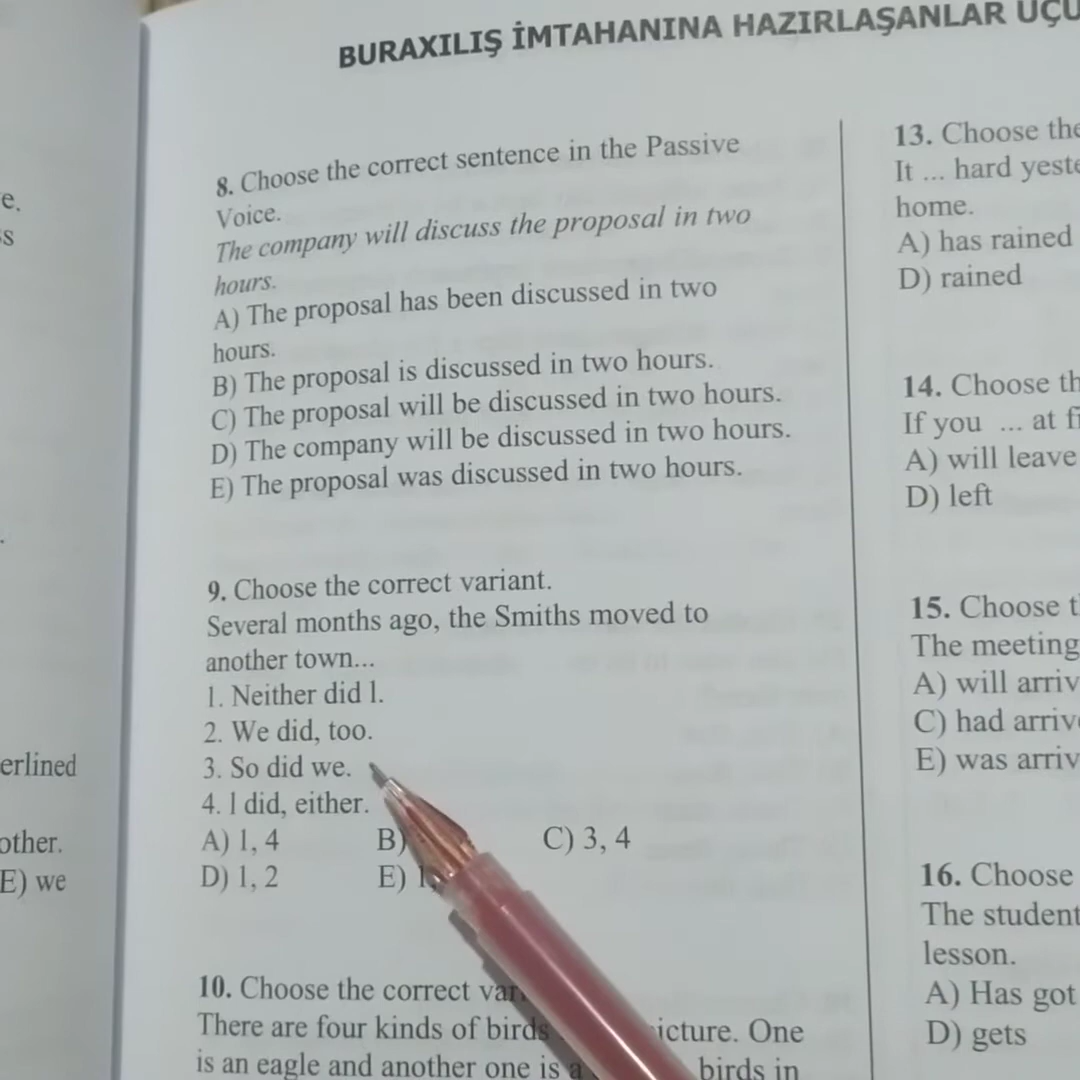 BURAXILIŞ İMTAHANINA HAZIRLAŞANLAR ÜÇÜ
e.
s
.
erlined
other.
E) we
8. Choose the correct sentence in the Passive
Voice.
The company will discuss the proposal in two
hours.
A) The proposal has been discussed in two
hours.
B) The proposal is discussed in two hours.
C) The proposal will be discussed in two hours.
D) The company will be discussed in two hours.
E) The proposal was discussed in two hours.
9. Choose the correct variant.
Several months ago, the Smiths moved to
another town...
1. Neither did I.
2. We did, too.
3. So did we.
4. I did, either.
A) 1, 4 B) C) 3, 4
D) 1, 2 E) 1,
10. Choose the correct var
There are four kinds of birds icture. One
is an eagle and another one is a birds in
13. Choose the
It ... hard yeste
home.
A) has rained
D) rained
14. Choose th
If you ... at fi
A) will leave
D) left
15. Choose t
The meeting
A) will arriv
C) had arrive
E) was arriv
16. Choose
The student
lesson.
A) Has got
D) gets